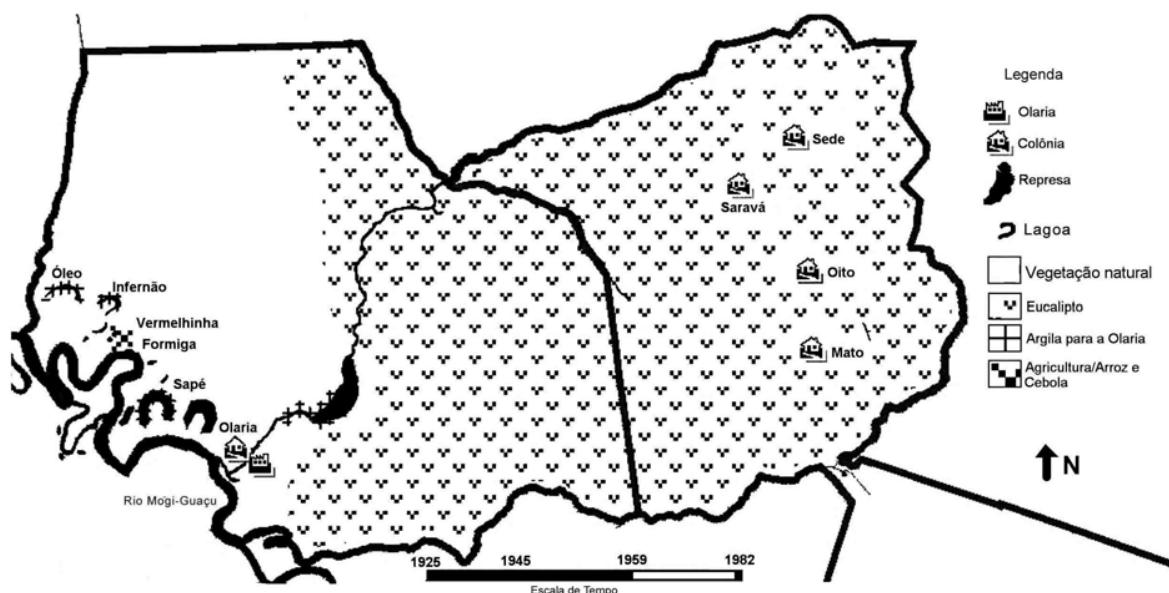 Legenda
Olaria
Colônia
Represa
Lagoa
Vegetação natural
Eucalipto
Argila para a Olaria
Agricultura/Arroz e
Cebola
Sede
Saravá
Oito
Mato
Óleo
Infernão
Vermelhinha
Formiga
Sapé
Olaria
Rio Mogi-Guaçu
N
1925 1945 1959 1982
Escala de Tempo